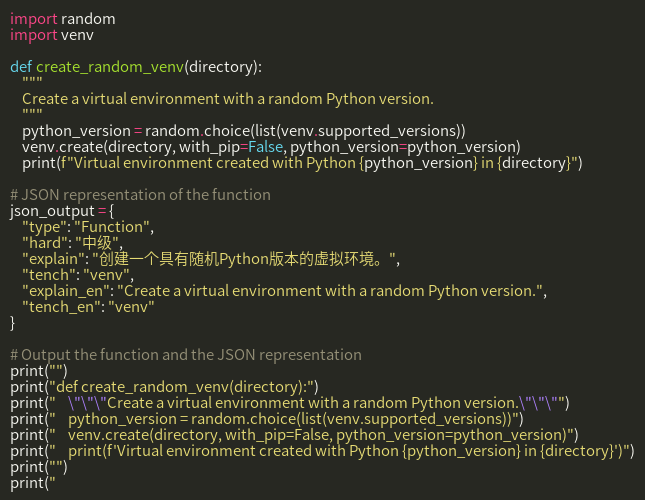 import random
import venv

def create_random_venv(directory):
    """
    Create a virtual environment with a random Python version.
    """
    python_version = random.choice(list(venv.supported_versions))
    venv.create(directory, with_pip=False, python_version=python_version)
    print(f"Virtual environment created with Python {python_version} in {directory}")

# JSON representation of the function
json_output = {
    "type": "Function",
    "hard": "中级",
    "explain": "创建一个具有随机Python版本的虚拟环境。",
    "tench": "venv",
    "explain_en": "Create a virtual environment with a random Python version.",
    "tench_en": "venv"
}

# Output the function and the JSON representation
print("")
print("def create_random_venv(directory):")
print("    \"\"\"Create a virtual environment with a random Python version.\"\"\"")
print("    python_version = random.choice(list(venv.supported_versions))")
print("    venv.create(directory, with_pip=False, python_version=python_version)")
print("    print(f'Virtual environment created with Python {python_version} in {directory}')")
print("")
print("